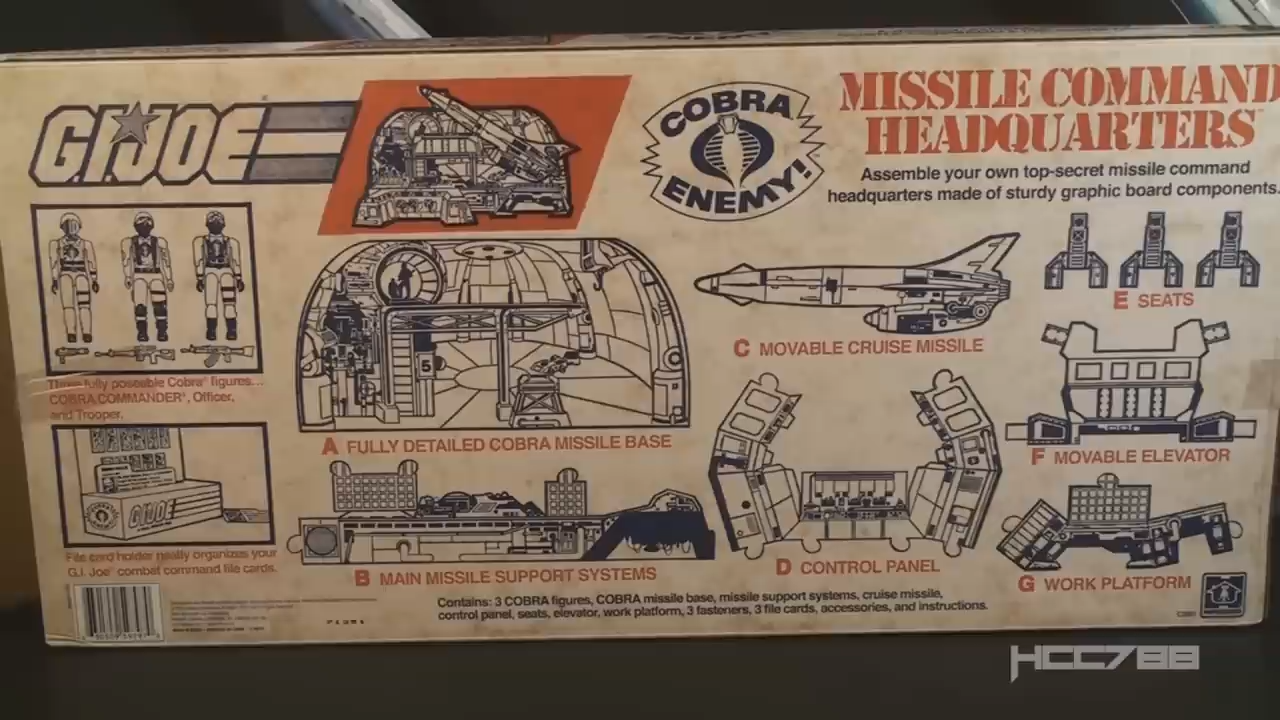 G.I.JOE
COBRA
ENEMY!
MISSILE COMMAND
HEADQUARTERS
Assemble your own top-secret missile command
headquarters made of sturdy graphic board components.
Three fully poseable Cobra® figures...
COBRA COMMANDER®, Officer,
and Trooper.
5
A FULLY DETAILED COBRA MISSILE BASE
C MOVABLE CRUISE MISSILE
E SEATS
F MOVABLE ELEVATOR
GI JOE
File card holder neatly organizes your
G.I. Joe® combat command file cards.
B MAIN MISSILE SUPPORT SYSTEMS
D CONTROL PANEL
G WORK PLATFORM
Contains: 3 COBRA figures, COBRA missile base, missile support systems, cruise missile,
control panel, seats, elevator, work platform, 3 fasteners, 3 file cards, accessories, and instructions.
HCC788